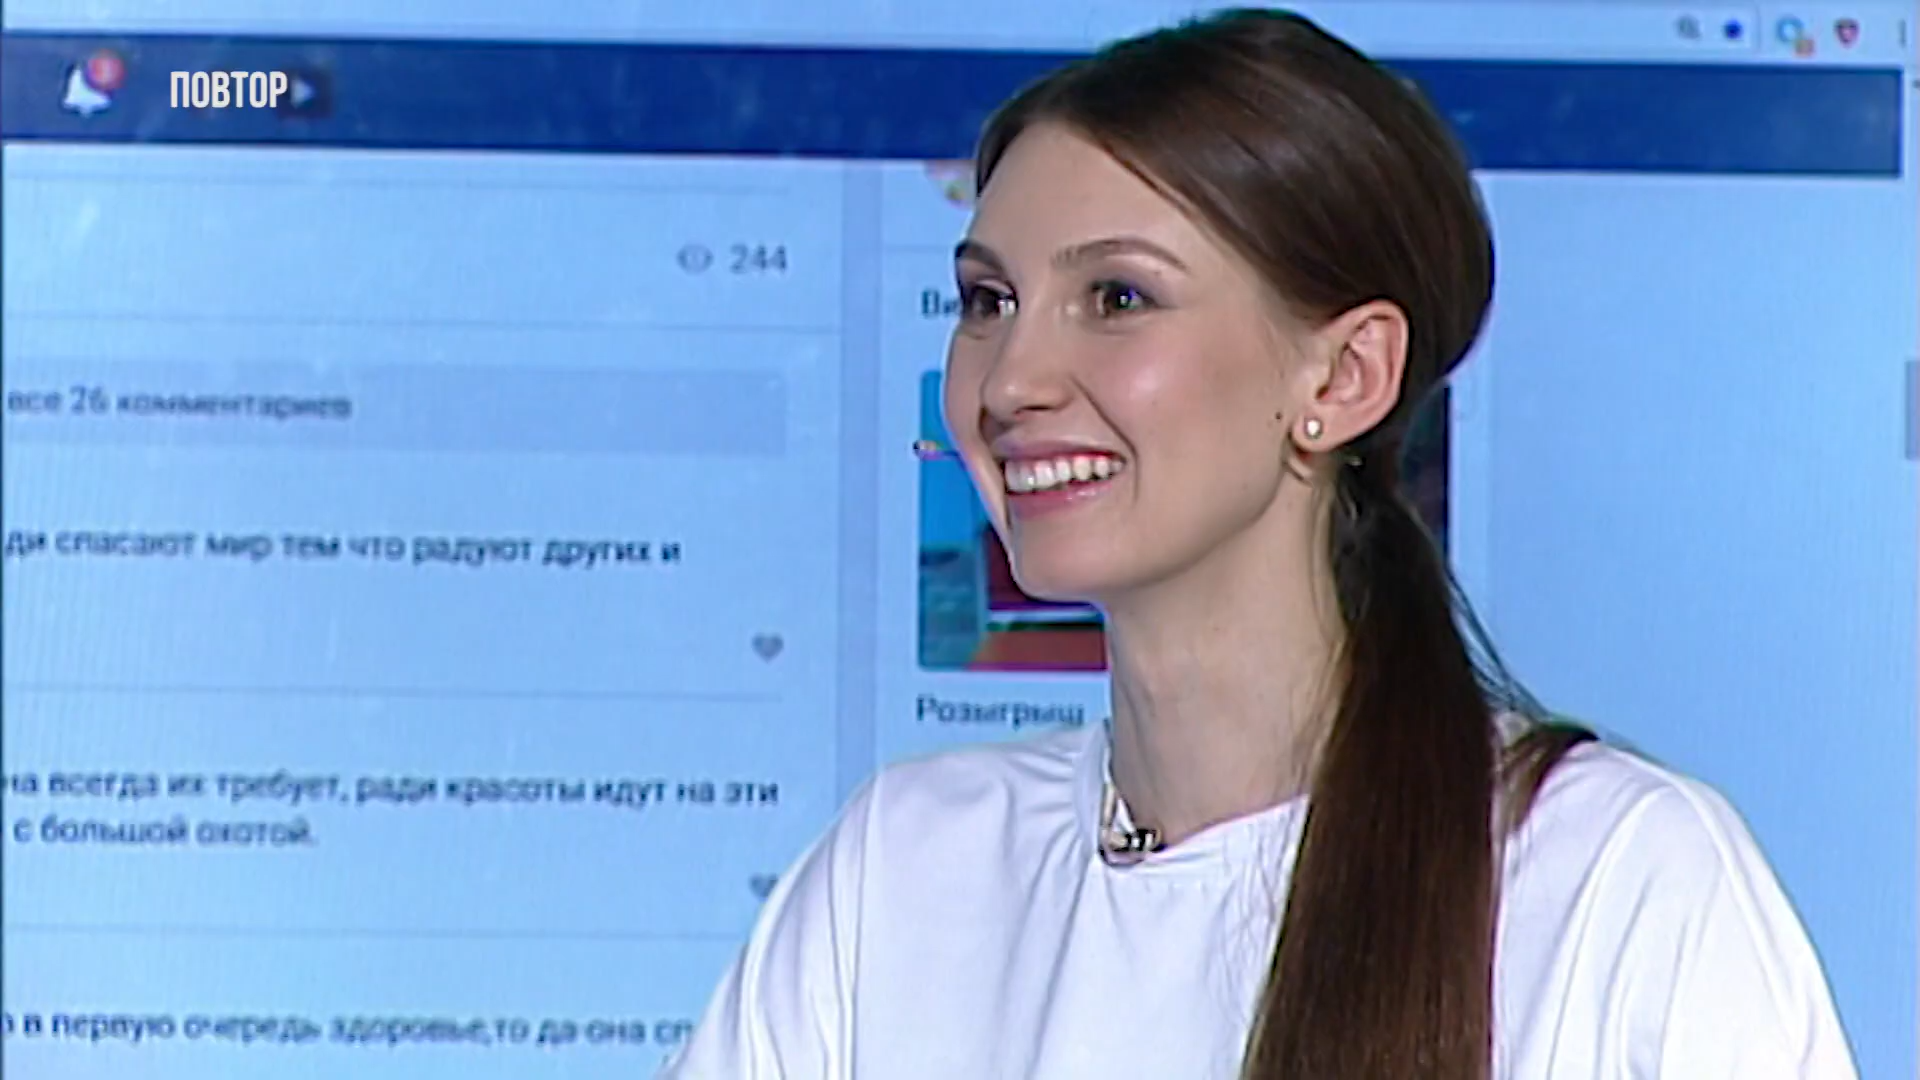 ПОВТОР
244
все 26 комментариев
ди спасают мир тем что радуют других и
Розыгрыш
на всегда их требует, ради красоты идут на эти
с большой охотой.
в первую очередь здоровье,то да она сп